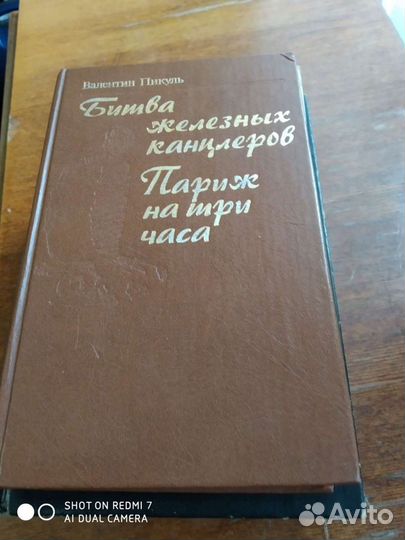 Валентин Пикуль
Битва
железных
канцлеров
Париж
на три
часа
SHOT ON REDMI 7
AI DUAL CAMERA
Avito